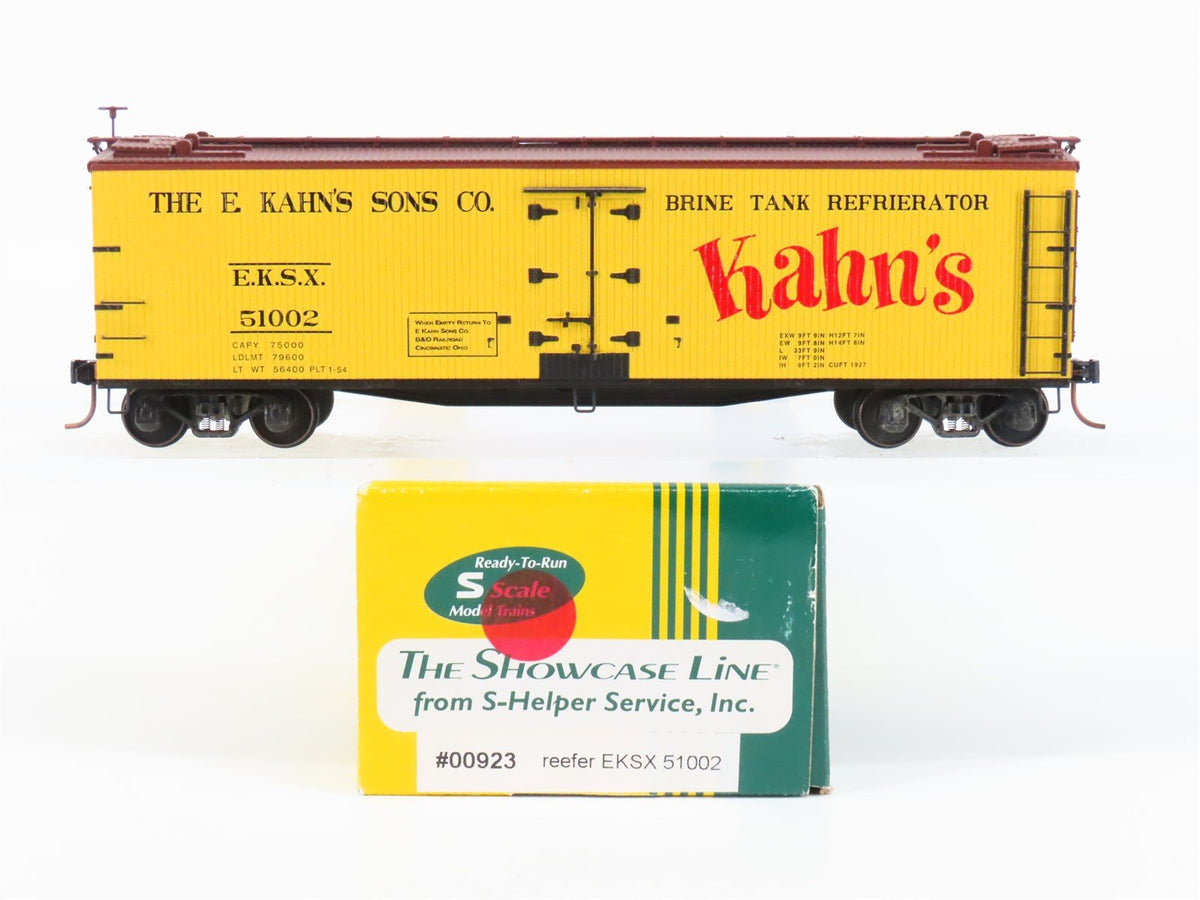 THE E. KAHN'S SONS CO.
E.K.S.X.
51002
CAPY 75000
LDLMT 79600
LT WT 56400 PLT 1-54
WHEN EMPTY RETURN TO
E KAHN SONS CO.
B&O RAILROAD
CINCINNATI OHIO
BRINE TANK REFRIERATOR
Kahn's
EXW 9FT 9IN H12FT 7IN
EW 9FT 8IN H14FT 8IN
L 33FT 9IN
IW 7FT 0IN
IH 6FT 2IN CUFT 1927
Ready-To-Run
S Scale
Model Trains
THE SHOWCASE LINE®
from S-Helper Service, Inc.
#00923 reefer EKSX 51002